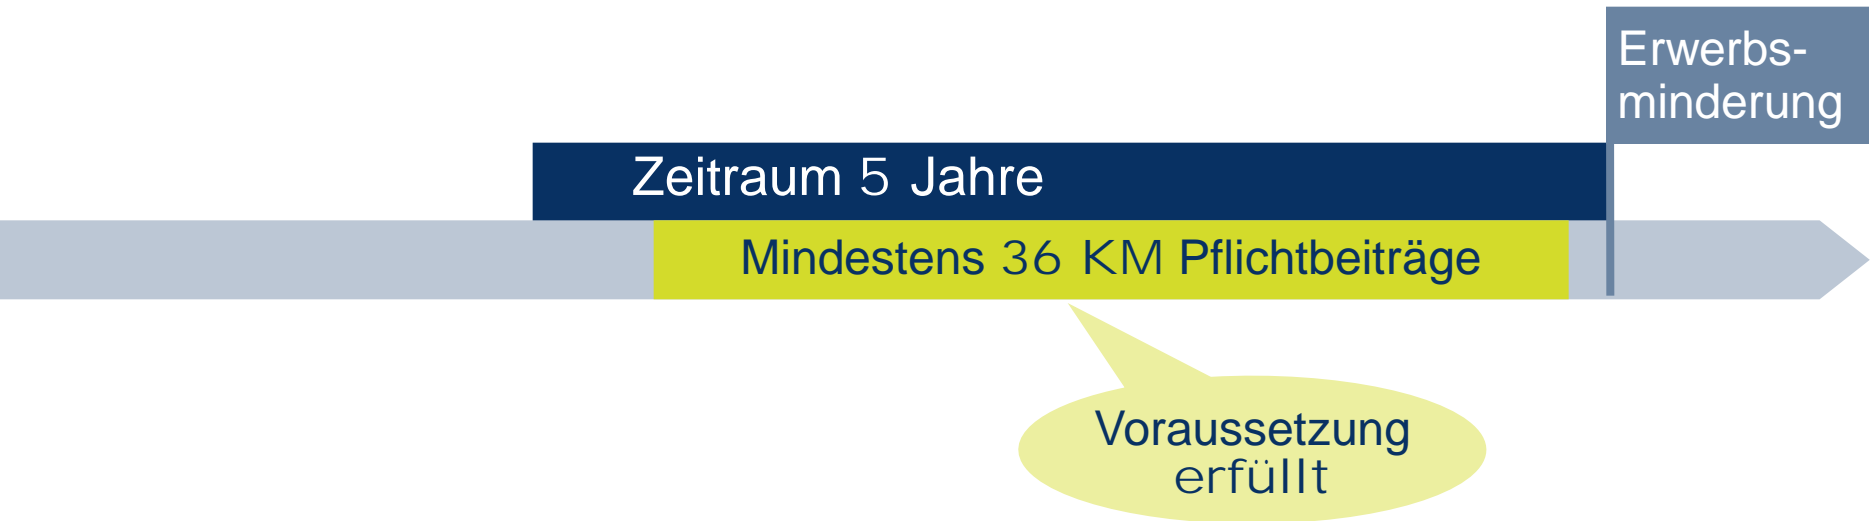 Erwerbs-
minderung
Zeitraum 5 Jahre
Mindestens 36 KM Pflichtbeiträge
Voraussetzung
erfüllt